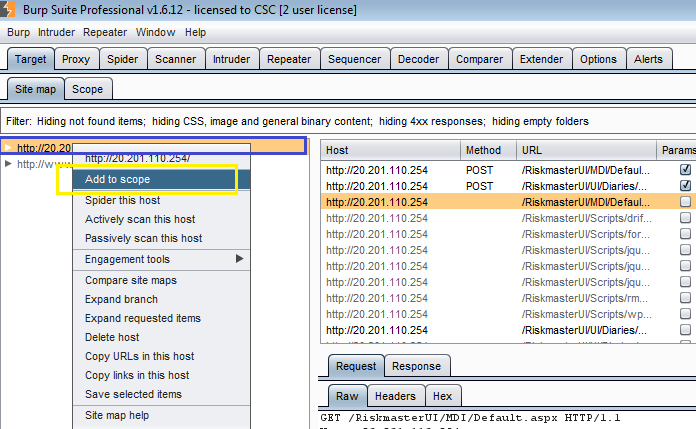 Burp Suite Professional v1.6.12 - licensed to CSC [2 user license]
Burp Intruder Repeater Window Help
Target Proxy Spider Scanner Intruder Repeater Sequencer Decoder Comparer Extender Options Alerts
Site map Scope
Filter: Hiding not found items; hiding CSS, image and general binary content; hiding 4xx responses; hiding empty folders
http://20.20
http://www
http://20.201.110.254/
Add to scope
Spider this host
Actively scan this host
Passively scan this host
Engagement tools
Compare site maps
Expand branch
Expand requested items
Delete host
Copy URLs in this host
Copy links in this host
Save selected items
Site map help
Host Method URL Params
http://20.201.110.254 POST /RiskmasterUI/MDI/Defaul...
http://20.201.110.254 POST /RiskmasterUI/UI/Diaries/...
http://20.201.110.254 /RiskmasterUI/MDI/Defaul...
http://20.201.110.254 /RiskmasterUI/Scripts/drif...
http://20.201.110.254 /RiskmasterUI/Scripts/for...
http://20.201.110.254 /RiskmasterUI/Scripts/jqu...
http://20.201.110.254 /RiskmasterUI/Scripts/jqu...
http://20.201.110.254 /RiskmasterUI/Scripts/jqu...
http://20.201.110.254 /RiskmasterUI/Scripts/rm...
http://20.201.110.254 /RiskmasterUI/Scripts/wp...
http://20.201.110.254 /RiskmasterUI/UI/Diaries/...
Request Response
Raw Headers Hex
GET /RiskmasterUI/MDI/Default.aspx HTTP/1.1